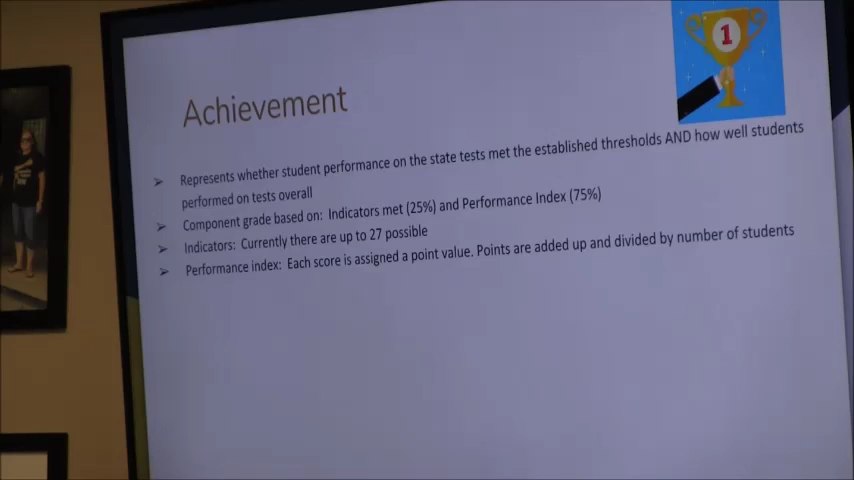 1
Achievement
➢ Represents whether student performance on the state tests met the established thresholds AND how well students
performed on tests overall
➢ Component grade based on: Indicators met (25%) and Performance Index (75%)
➢ Indicators: Currently there are up to 27 possible
➢ Performance index: Each score is assigned a point value. Points are added up and divided by number of students